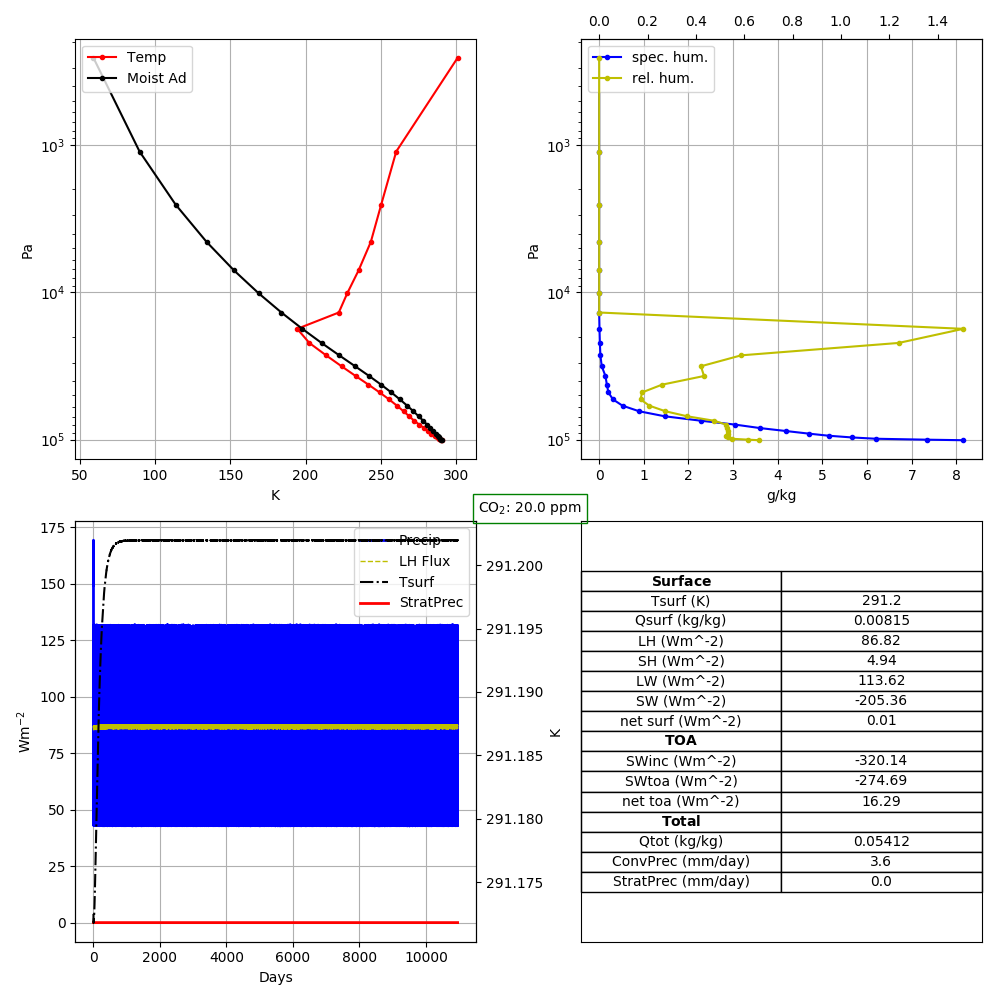 Temp
Moist Ad
Pa
10^3
10^4
10^5
50 100 150 200 250 300
K
0.0 0.2 0.4 0.6 0.8 1.0 1.2 1.4
spec. hum.
rel. hum.
Pa
10^3
10^4
10^5
0 1 2 3 4 5 6 7 8
g/kg
CO₂: 20.0 ppm
Precip
LH Flux
Tsurf
StratPrec
Wm⁻²
175
150
125
100
75
50
25
0
291.200
291.195
291.190
291.185
291.180
291.175
K
0 2000 4000 6000 8000 10000
Days
Surface
Tsurf (K) 291.2
Qsurf (kg/kg) 0.00815
LH (Wm^-2) 86.82
SH (Wm^-2) 4.94
LW (Wm^-2) 113.62
SW (Wm^-2) -205.36
net surf (Wm^-2) 0.01
TOA
SWinc (Wm^-2) -320.14
SWtoa (Wm^-2) -274.69
net toa (Wm^-2) 16.29
Total
Qtot (kg/kg) 0.05412
ConvPrec (mm/day) 3.6
StratPrec (mm/day) 0.0